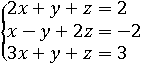 2x + y + z = 2
x − y + 2z = −2
3x + y + z = 3